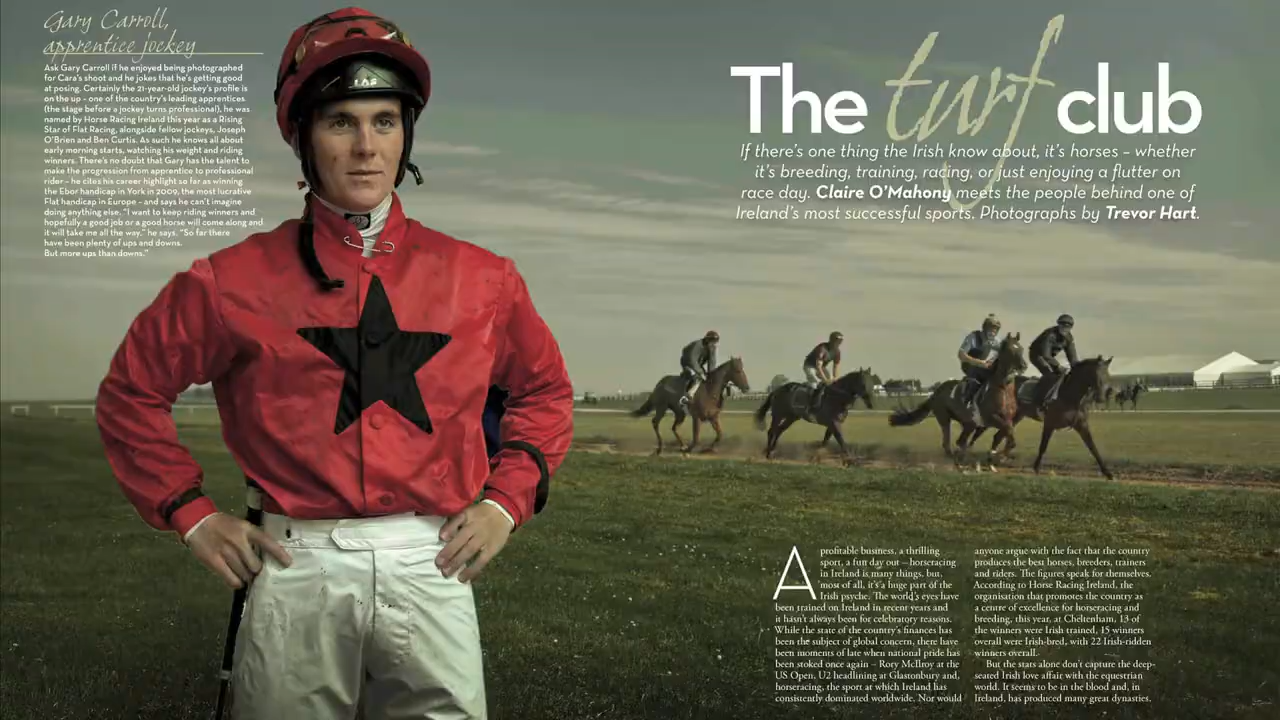 Gary Carroll,
apprentice jockey
Ask Gary Carroll if he enjoyed being photographed
for Cara's shoot and he jokes that he's getting good
at posing. Certainly the 21-year-old jockey's profile is
on the up – one of the country's leading apprentices
(the stage before a jockey turns professional), he was
named by Horse Racing Ireland this year as a Rising
Star of Flat Racing, alongside fellow jockeys, Joseph
O'Brien and Ben Curtis. As such he knows all about
early morning starts, watching his weight and riding
winners. There's no doubt that Gary has the talent to
make the progression from apprentice to professional
rider – he cites his career highlight so far as winning
the Ebor handicap in York in 2009, the most lucrative
Flat handicap in Europe – and says he can't imagine
doing anything else. "I want to keep riding winners and
hopefully a good job or a good horse will come along and
it will take me all the way," he says. "So far there
have been plenty of ups and downs.
But more ups than downs."
The turf club
If there's one thing the Irish know about, it's horses – whether
it's breeding, training, racing, or just enjoying a flutter on
race day. Claire O'Mahony meets the people behind one of
Ireland's most successful sports. Photographs by Trevor Hart.
A profitable business, a thrilling
sport, a fun day out – horseracing
in Ireland is many things, but,
most of all, it's a huge part of the
Irish psyche. The world's eyes have
been trained on Ireland in recent years and
it hasn't always been for celebratory reasons.
While the state of the country's finances has
been the subject of global concern, there have
been moments of late when national pride has
been stoked once again – Rory McIlroy at the
US Open, U2 headlining at Glastonbury and,
horseracing, the sport at which Ireland has
consistently dominated worldwide. Nor would
anyone argue with the fact that the country
produces the best horses, breeders, trainers
and riders. The figures speak for themselves.
According to Horse Racing Ireland, the
organisation that promotes the country as
a centre of excellence for horseracing and
breeding, this year, at Cheltenham, 13 of
the winners were Irish trained, 15 winners
overall were Irish-bred, with 22 Irish-ridden
winners overall.
But the stats alone don't capture the deep-
seated Irish love affair with the equestrian
world. It seems to be in the blood and, in
Ireland, has produced many great dynasties.